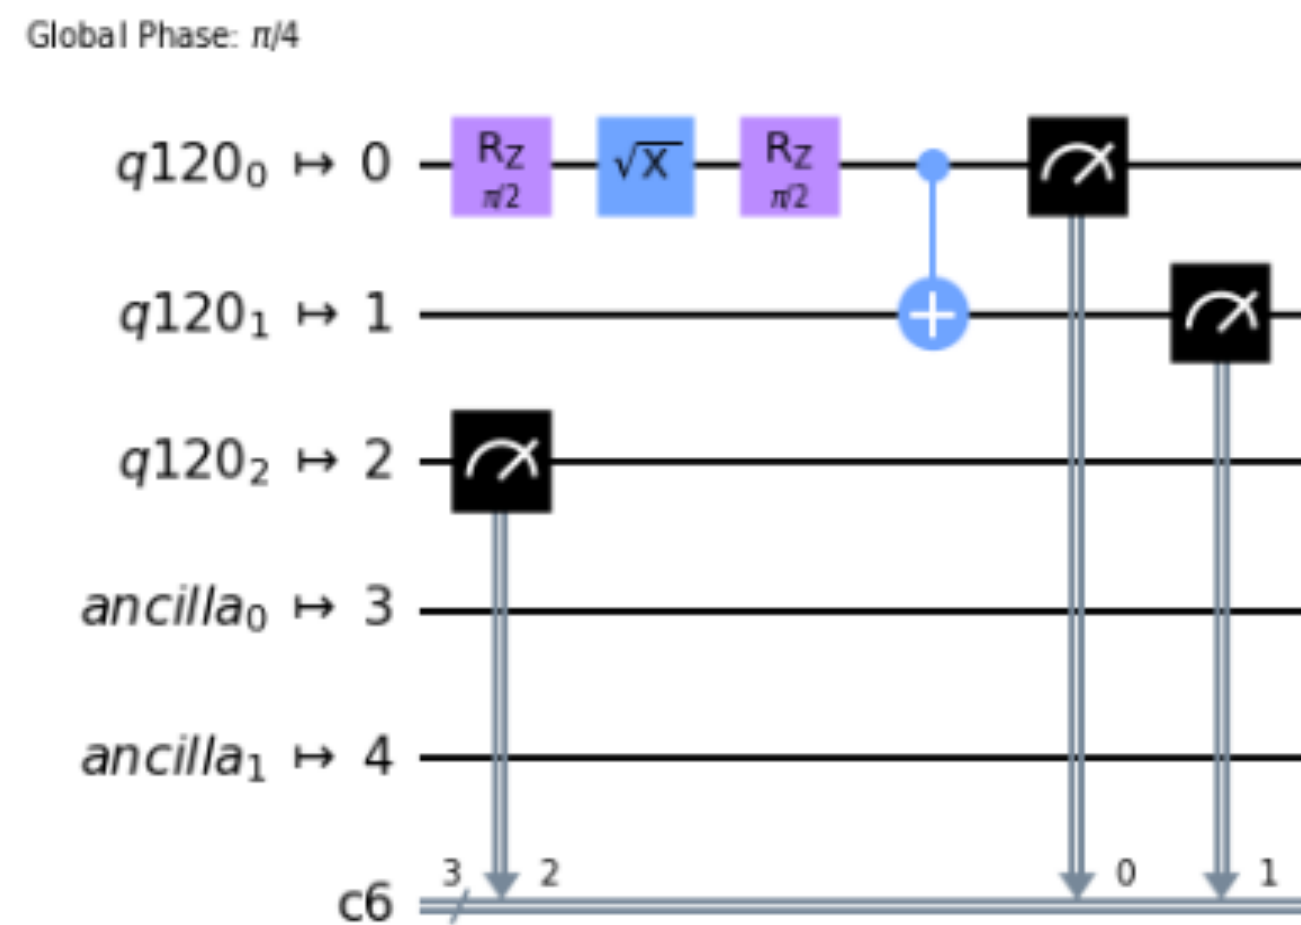 Global Phase: π/4
q120₀ ↦ 0 R_Z π/2 √X R_Z π/2
q120₁ ↦ 1
q120₂ ↦ 2
ancilla₀ ↦ 3
ancilla₁ ↦ 4
3 2 0 1
c6